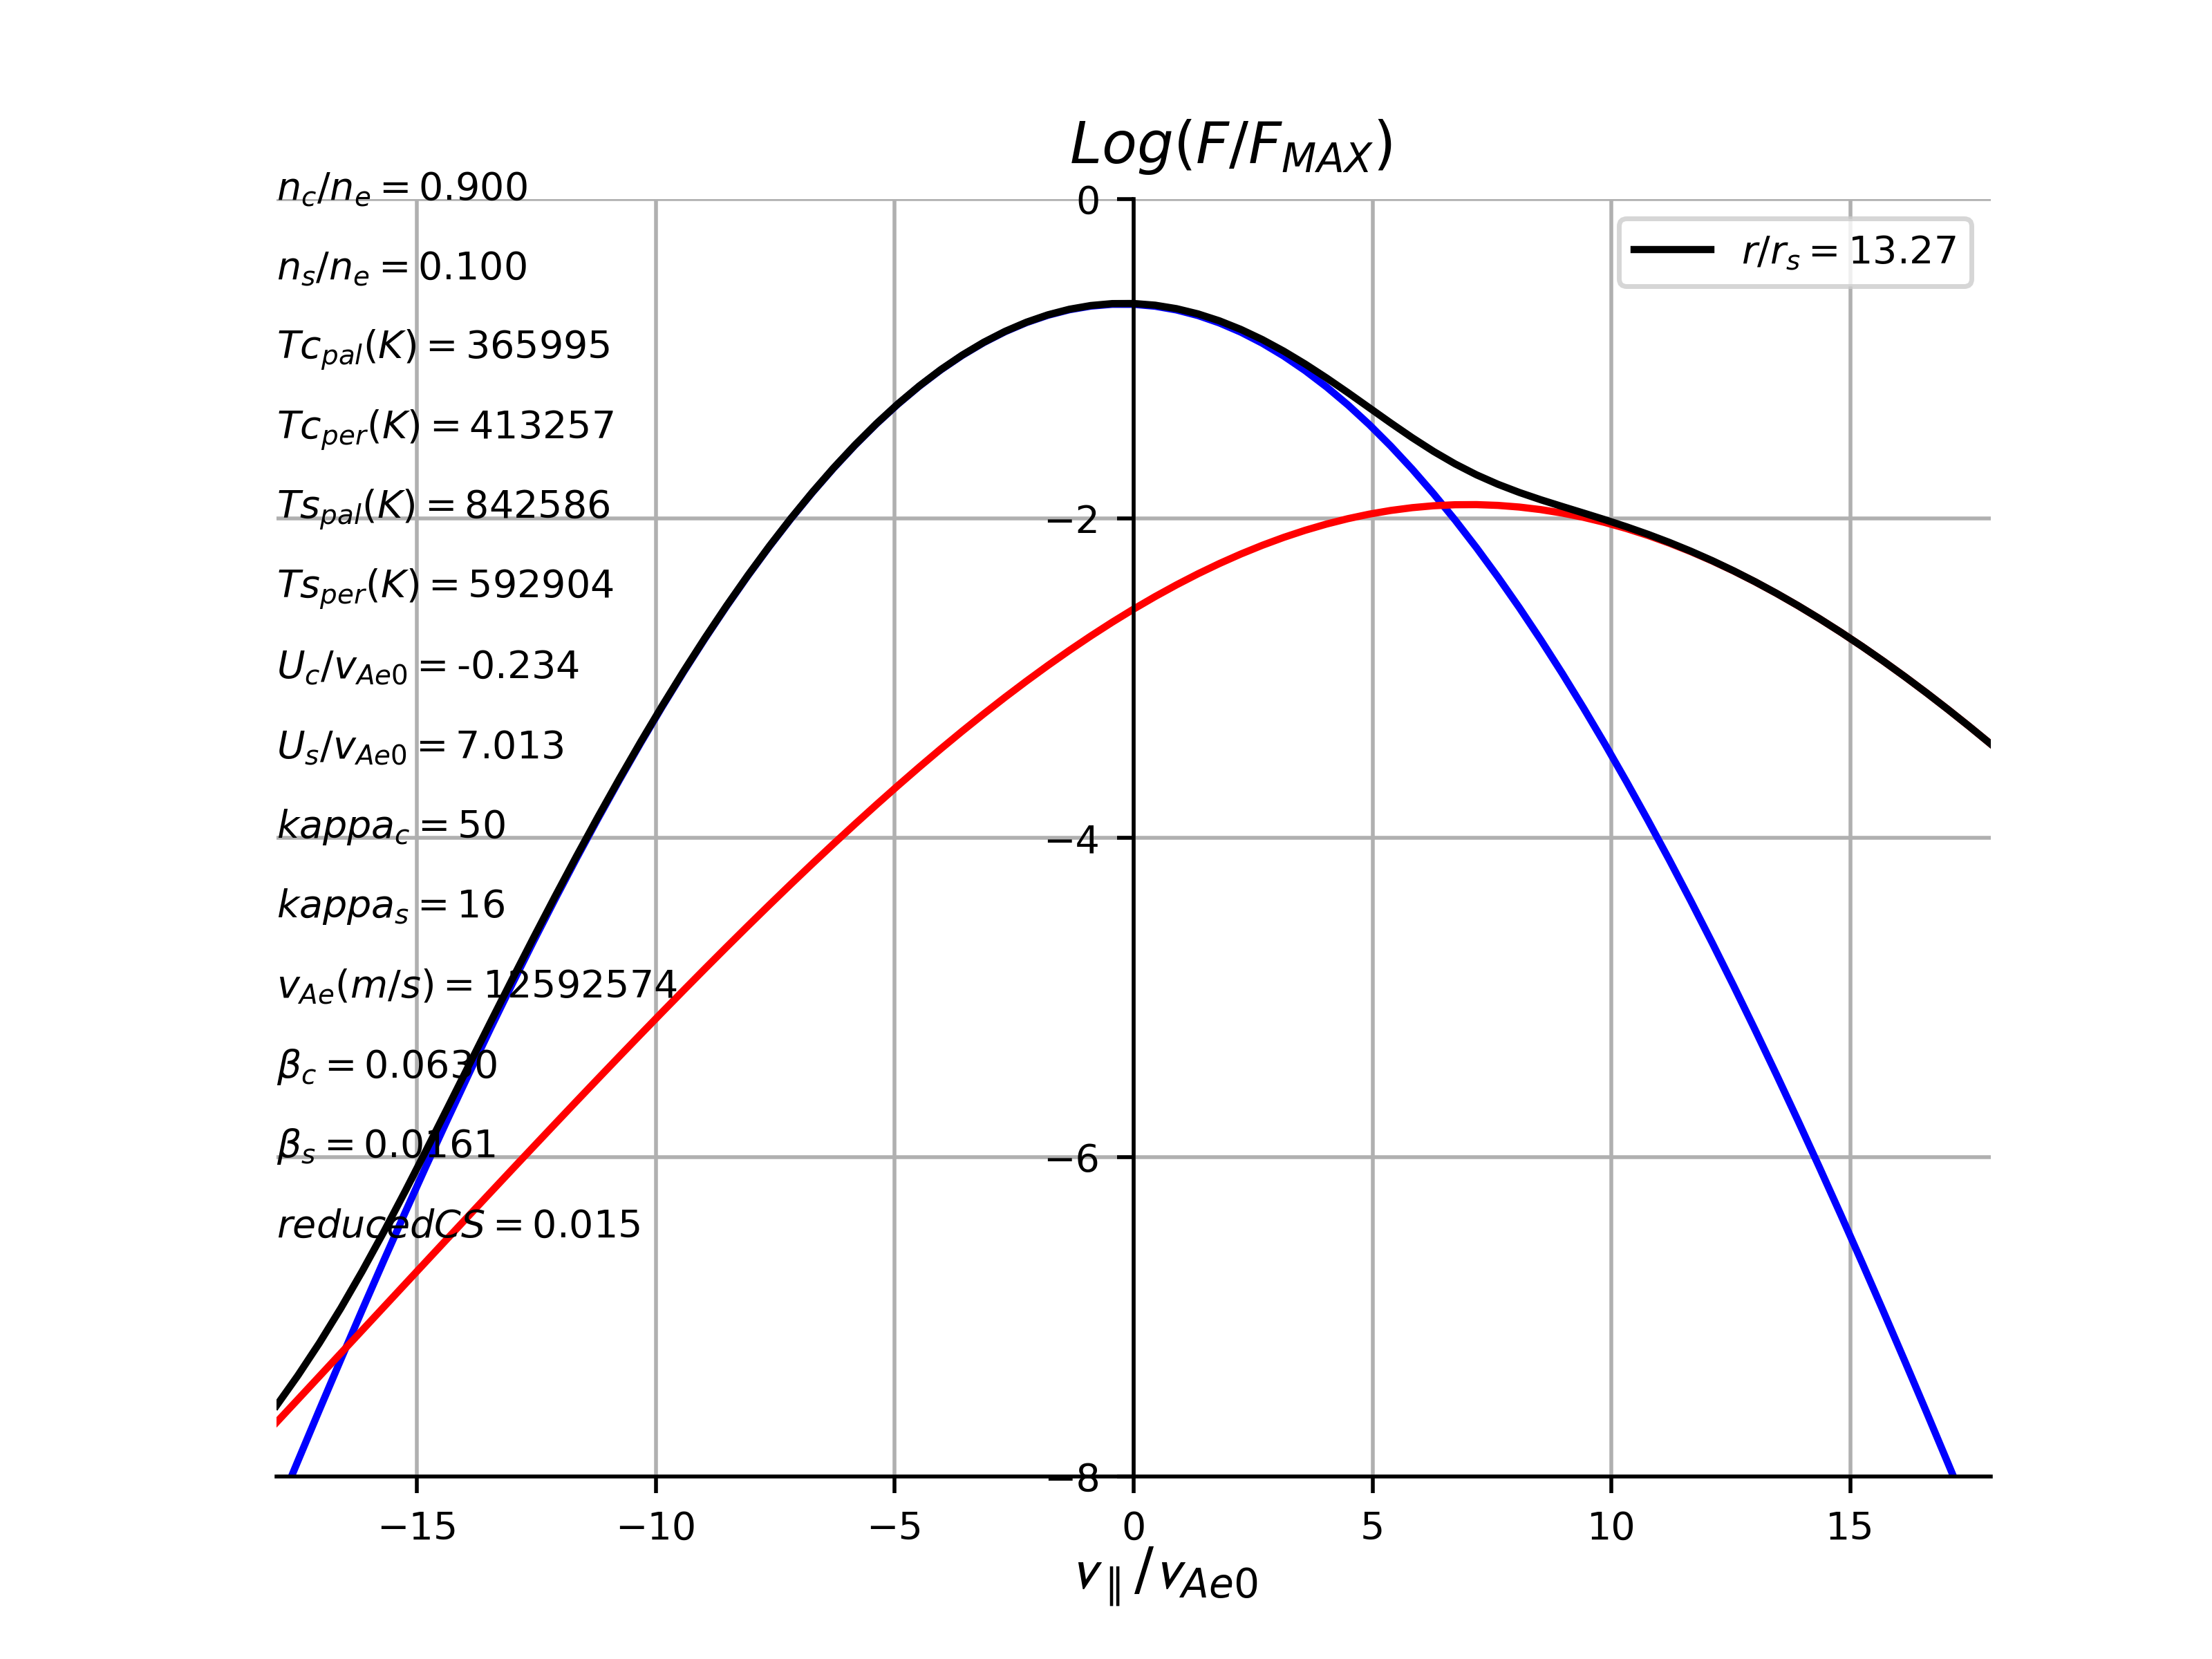 Log(F/F_MAX)
n_c/n_e = 0.900
n_s/n_e = 0.100
Tc_pal(K) = 365995
Tc_per(K) = 413257
Ts_pal(K) = 842586
Ts_per(K) = 592904
U_c/v_Ae0 = -0.234
U_s/v_Ae0 = 7.013
kappa_c = 50
kappa_s = 16
v_Ae(m/s) = 12592574
β_c = 0.0630
β_s = 0.0161
reducedCS = 0.015
0
−2
−4
−6
−8
r/r_s = 13.27
−15 −10 −5 0 5 10 15
v_∥/v_Ae0